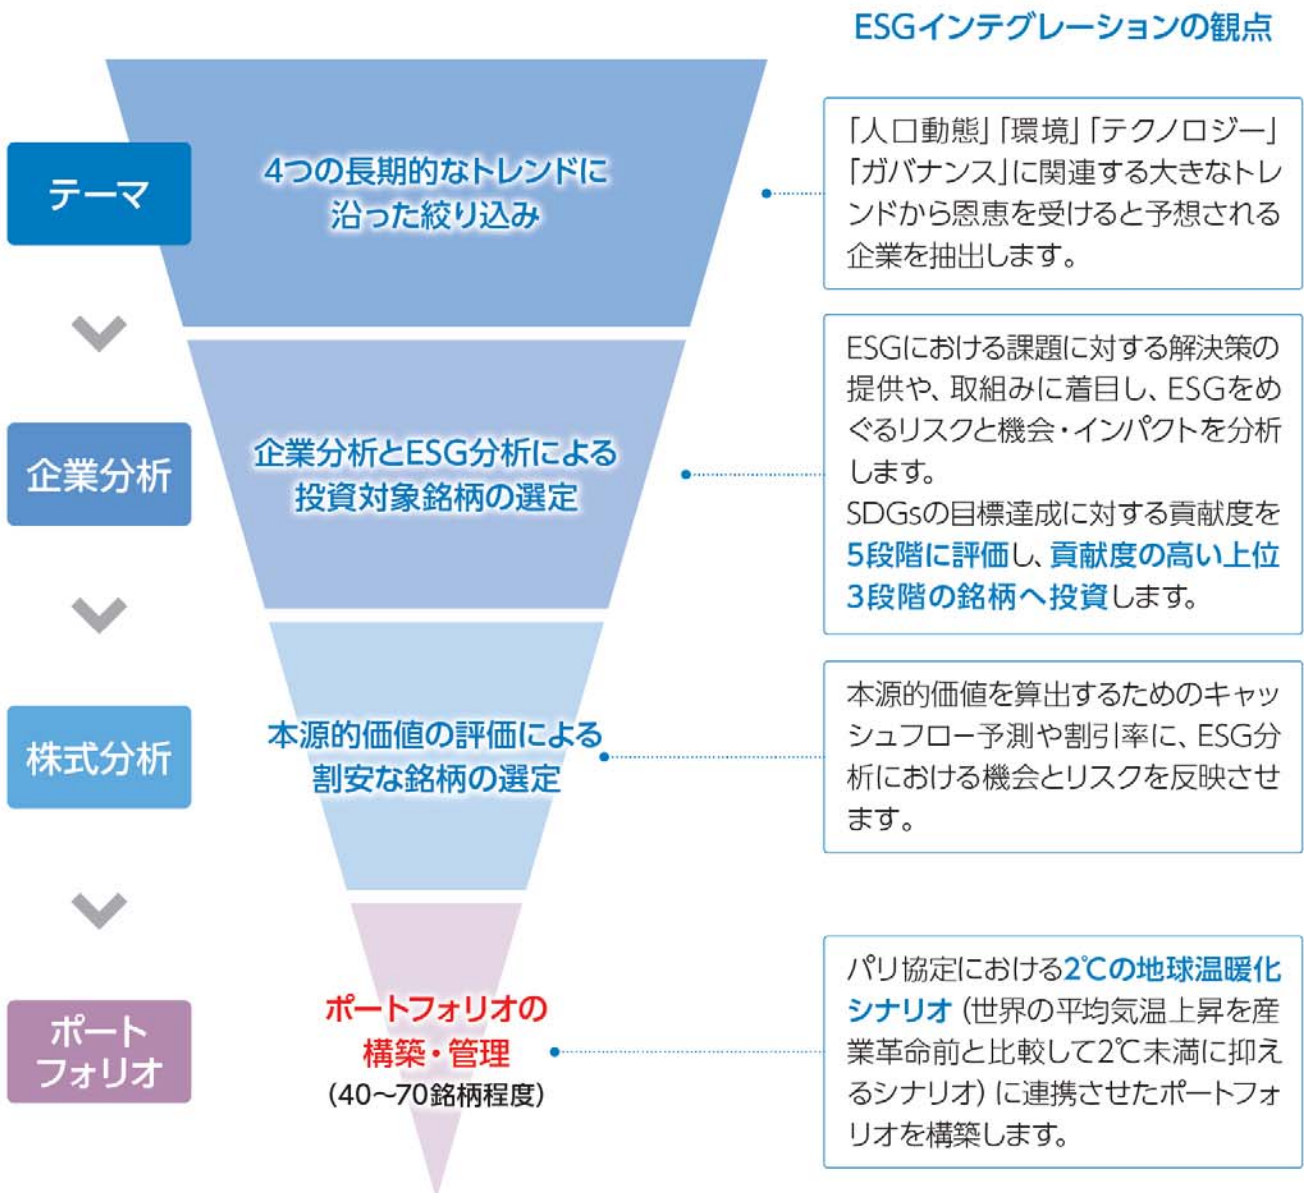 ESGインテグレーションの観点
テーマ
4つの長期的なトレンドに
沿った絞り込み
「人口動態」「環境」「テクノロジー」
「ガバナンス」に関連する大きなトレ
ンドから恩恵を受けると予想される
企業を抽出します。
企業分析
企業分析とESG分析による
投資対象銘柄の選定
ESGにおける課題に対する解決策の
提供や、取組みに着目し、ESGをめ
ぐるリスクと機会・インパクトを分析
します。
SDGsの目標達成に対する貢献度を
5段階に評価し、貢献度の高い上位
3段階の銘柄へ投資します。
株式分析
本源的価値の評価による
割安な銘柄の選定
本源的価値を算出するためのキャッ
シュフロー予測や割引率に、ESG分
析における機会とリスクを反映させ
ます。
ポート
フォリオ
ポートフォリオの
構築・管理
(40～70銘柄程度)
パリ協定における2℃の地球温暖化
シナリオ(世界の平均気温上昇を産
業革命前と比較して2℃未満に抑え
るシナリオ)に連携させたポートフォ
リオを構築します。